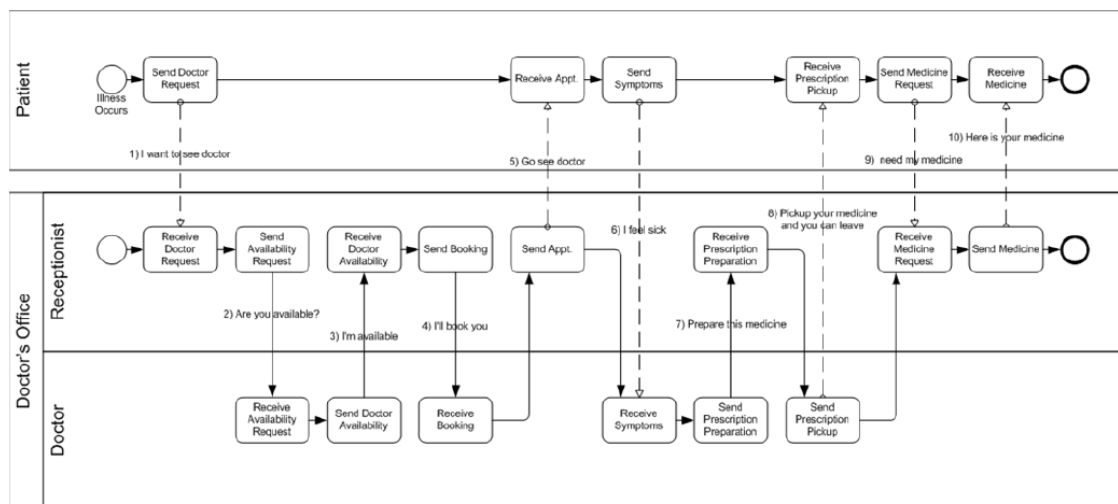 Patient
Illness
Occurs
Send Doctor
Request
Receive Appt.
Send
Symptoms
Receive
Prescription
Pickup
Send Medicine
Request
Receive
Medicine
1) I want to see doctor
5) Go see doctor
9) need my medicine
10) Here is your medicine
Doctor's Office
Receptionist
Receive
Doctor
Request
Send
Availability
Request
Receive
Doctor
Availability
Send Booking
Send Appt.
6) I feel sick
Receive
Prescription
Preparation
8) Pickup your medicine
and you can leave
Receive
Medicine
Request
Send Medicine
2) Are you available?
3) I'm available
4) I'll book you
7) Prepare this medicine
Doctor
Receive
Availability
Request
Send Doctor
Availability
Receive
Booking
Receive
Symptoms
Send
Prescription
Preparation
Send
Prescription
Pickup